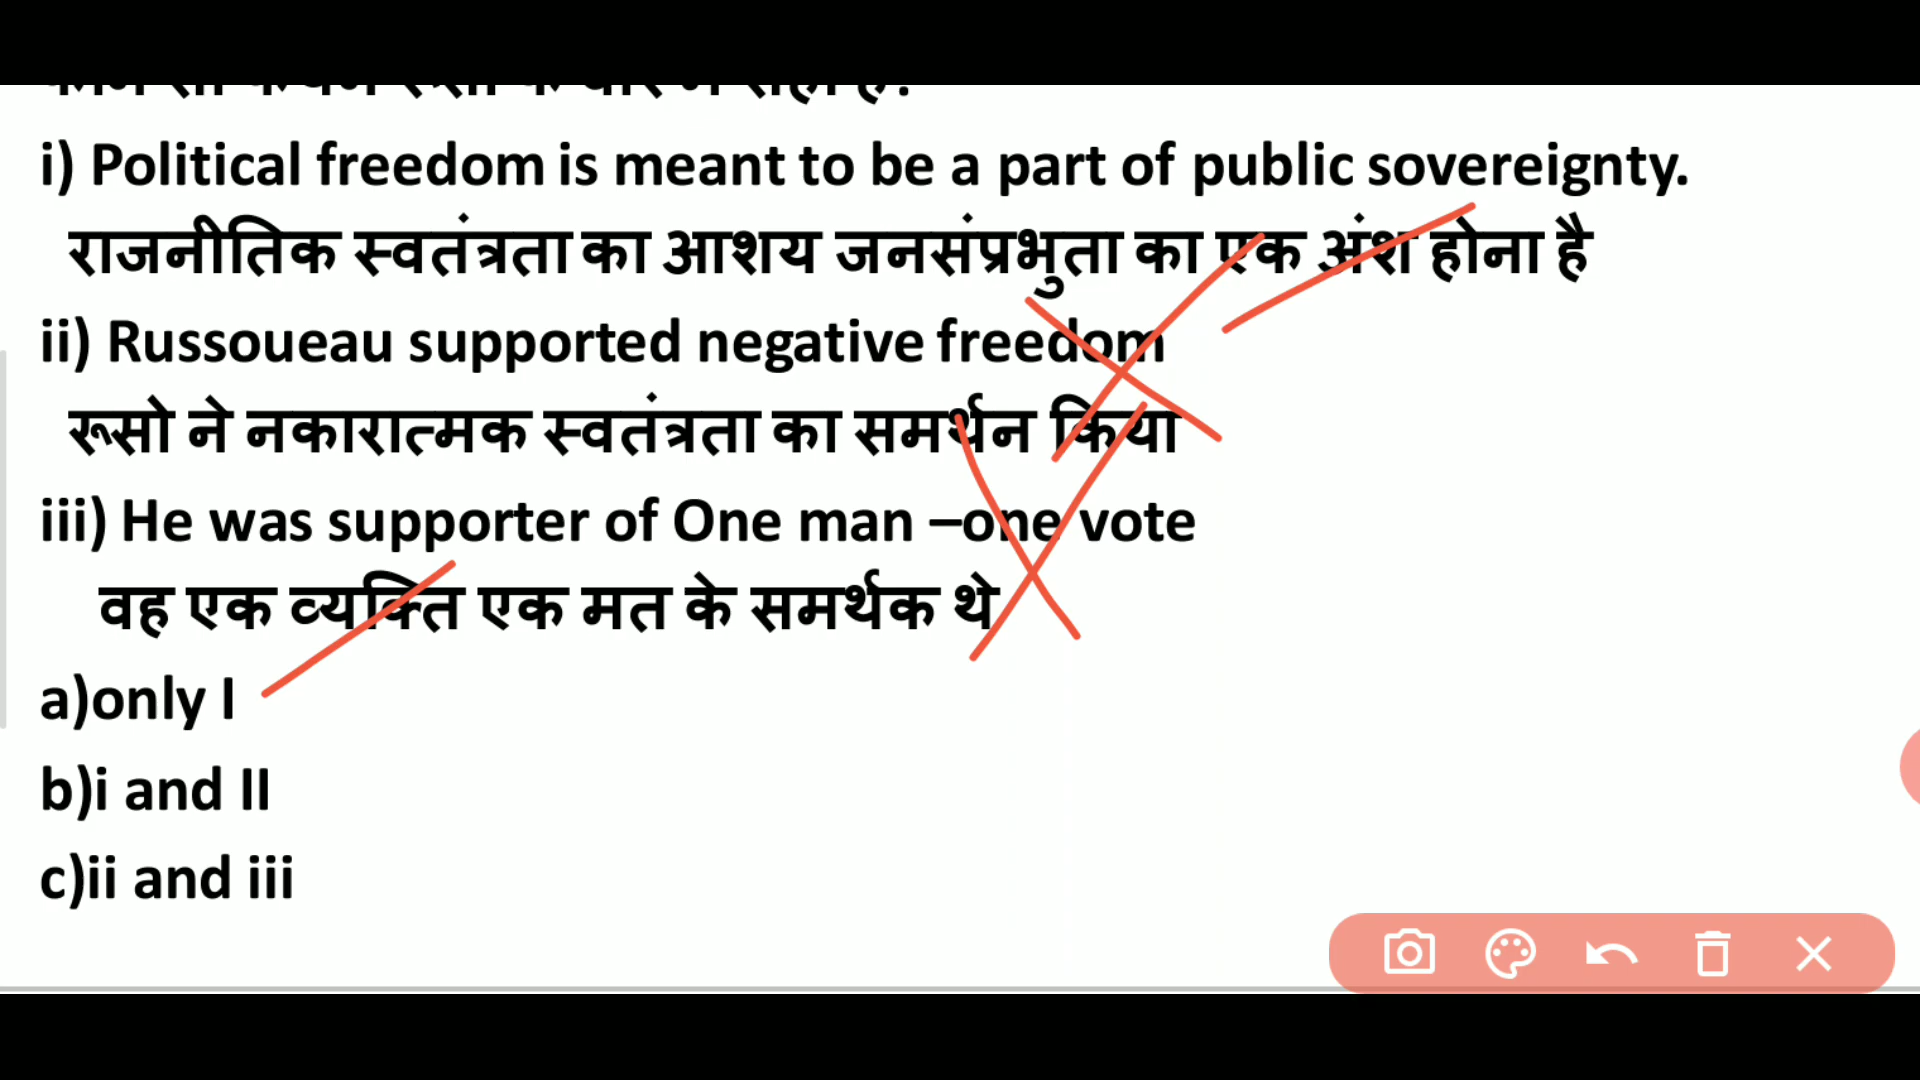 i) Political freedom is meant to be a part of public sovereignty.
राजनीतिक स्वतंत्रता का आशय जनसंप्रभुता का एक अंश होना है
ii) Russoueau supported negative freedom
रूसो ने नकारात्मक स्वतंत्रता का समर्थन किया
iii) He was supporter of One man –one vote
वह एक व्यक्ति एक मत के समर्थक थे
a)only I
b)i and II
c)ii and iii